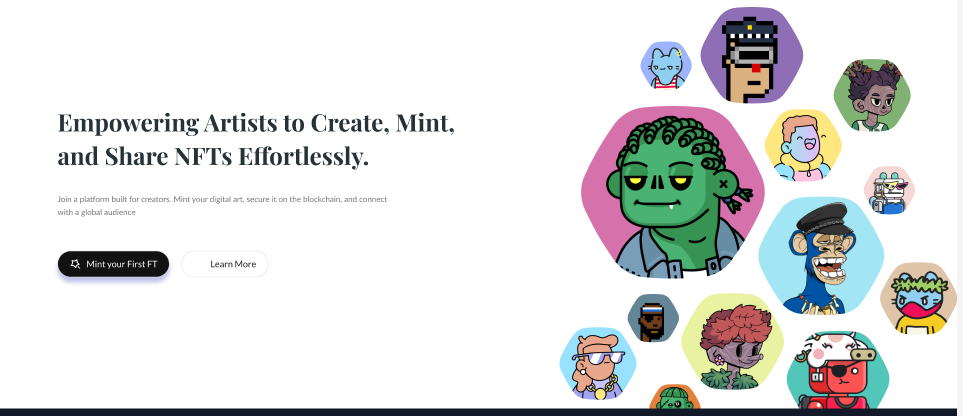 Empowering Artists to Create, Mint,
and Share NFTs Effortlessly.
Join a platform built for creators. Mint your digital art, secure it on the blockchain, and connect
with a global audience
Mint your First FT
Learn More